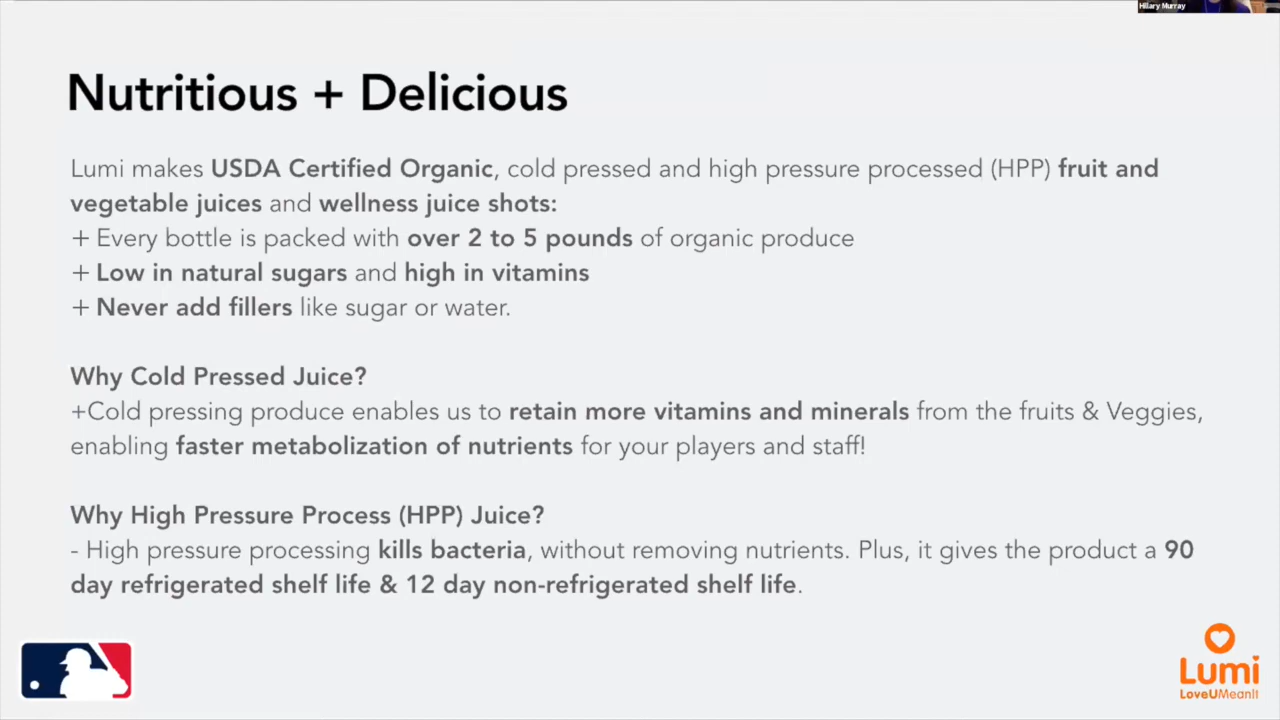 Hilary Murray
Nutritious + Delicious
Lumi makes USDA Certified Organic, cold pressed and high pressure processed (HPP) fruit and
vegetable juices and wellness juice shots:
+ Every bottle is packed with over 2 to 5 pounds of organic produce
+ Low in natural sugars and high in vitamins
+ Never add fillers like sugar or water.
Why Cold Pressed Juice?
+Cold pressing produce enables us to retain more vitamins and minerals from the fruits & Veggies,
enabling faster metabolization of nutrients for your players and staff!
Why High Pressure Process (HPP) Juice?
- High pressure processing kills bacteria, without removing nutrients. Plus, it gives the product a 90
day refrigerated shelf life & 12 day non-refrigerated shelf life.
Lumi
LoveUMeanIt